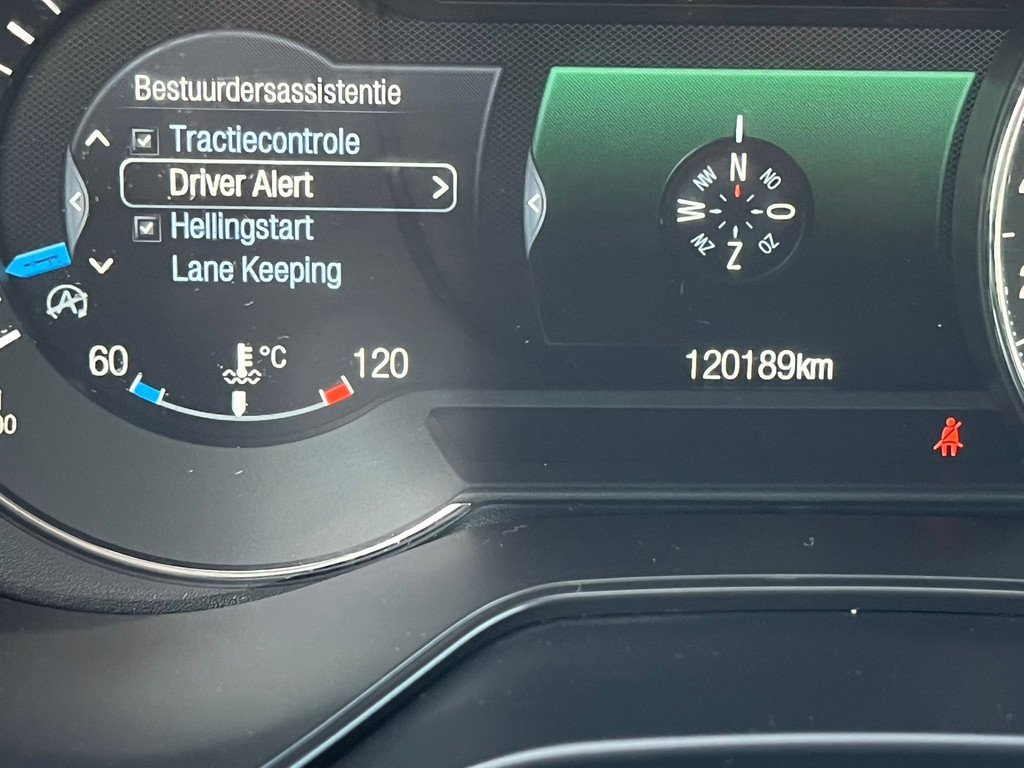 Bestuurdersassistentie
Tractiecontrole
Driver Alert
Hellingstart
Lane Keeping
A
60
°C
120
N
NO
O
ZO
Z
ZW
W
NW
120189km